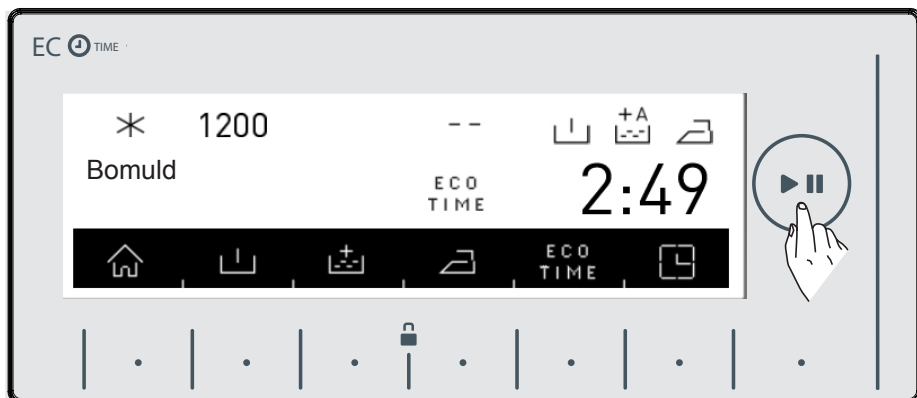 EC TIME
1200 -- +A
Bomuld
ECO TIME 2:49
ECO TIME